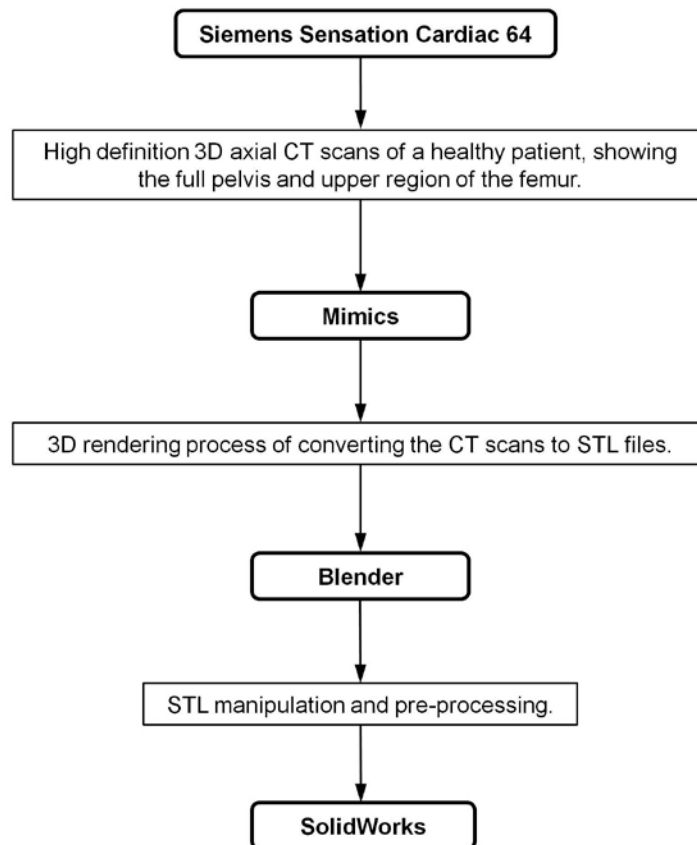 Siemens Sensation Cardiac 64
High definition 3D axial CT scans of a healthy patient, showing
the full pelvis and upper region of the femur.
Mimics
3D rendering process of converting the CT scans to STL files.
Blender
STL manipulation and pre-processing.
SolidWorks